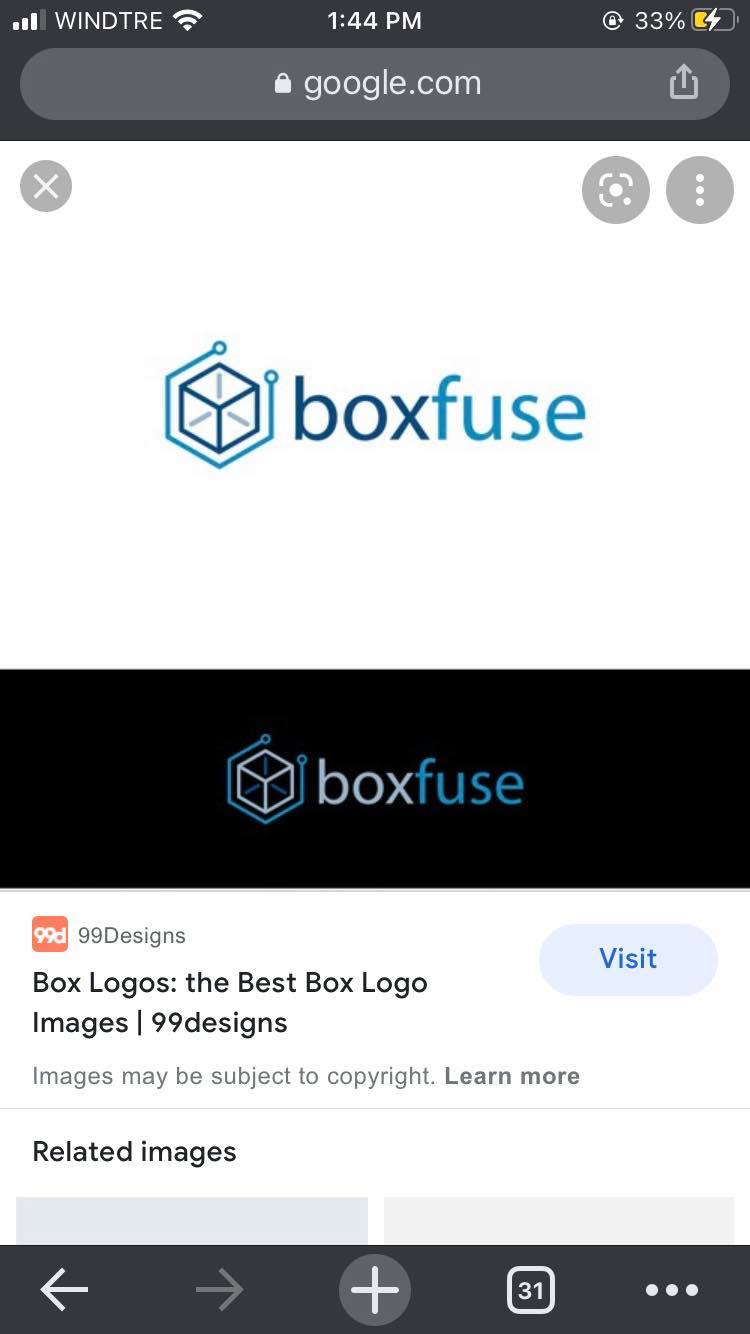 WINDTRE 1:44 PM 33%
google.com
boxfuse
boxfuse
99d 99Designs
Visit
Box Logos: the Best Box Logo
Images | 99designs
Images may be subject to copyright. Learn more
Related images
31